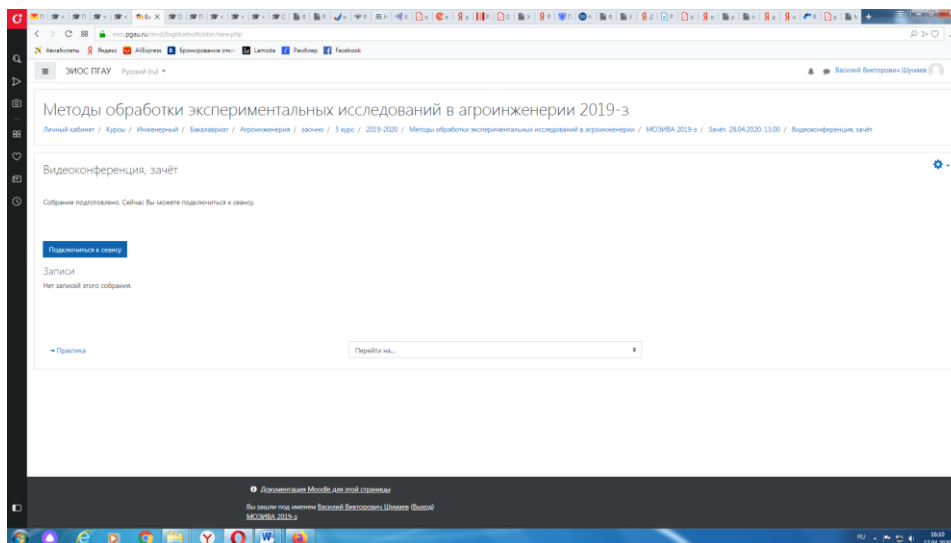 eios.pgau.ru/mod/bigbluebuttonbn/view.php
Авиабилеты Яндекс AliExpress Бронирование отел Lamoda Рамблер Facebook
ЭИОС ПГАУ Русский (ru)
Василий Викторович Шумаев
Методы обработки экспериментальных исследований в агроинженерии 2019-з
Личный кабинет / Курсы / Инженерный / Бакалавриат / Агроинженерия / заочно / 5 курс / 2019-2020 / Методы обработки экспериментальных исследований в агроинженерии / МОЭИВА 2019-з / Зачёт. 28.04.2020, 13.00 / Видеоконференция, зачёт
Видеоконференция, зачёт
Собрание подготовлено. Сейчас Вы можете подключиться к сеансу.
Подключиться к сеансу
Записи
Нет записей этого собрания.
Практика
Перейти на...
Документация Moodle для этой страницы
Вы зашли под именем Василий Викторович Шумаев (Выход)
МОЭИВА 2019-з
RU
16:10
17.04.2020